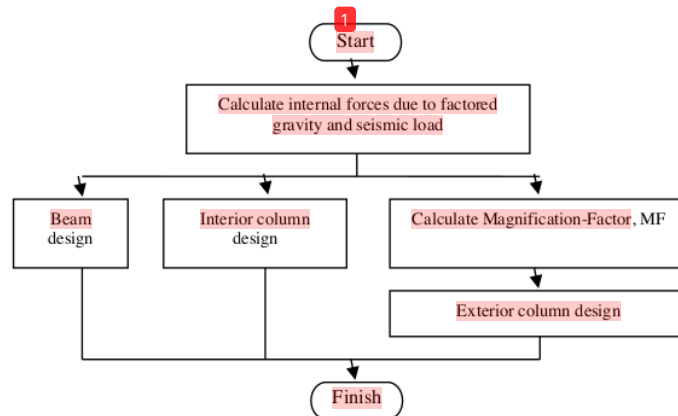 1
Start
Calculate internal forces due to factored
gravity and seismic load
Beam
design
Interior column
design
Calculate Magnification-Factor, MF
Exterior column design
Finish